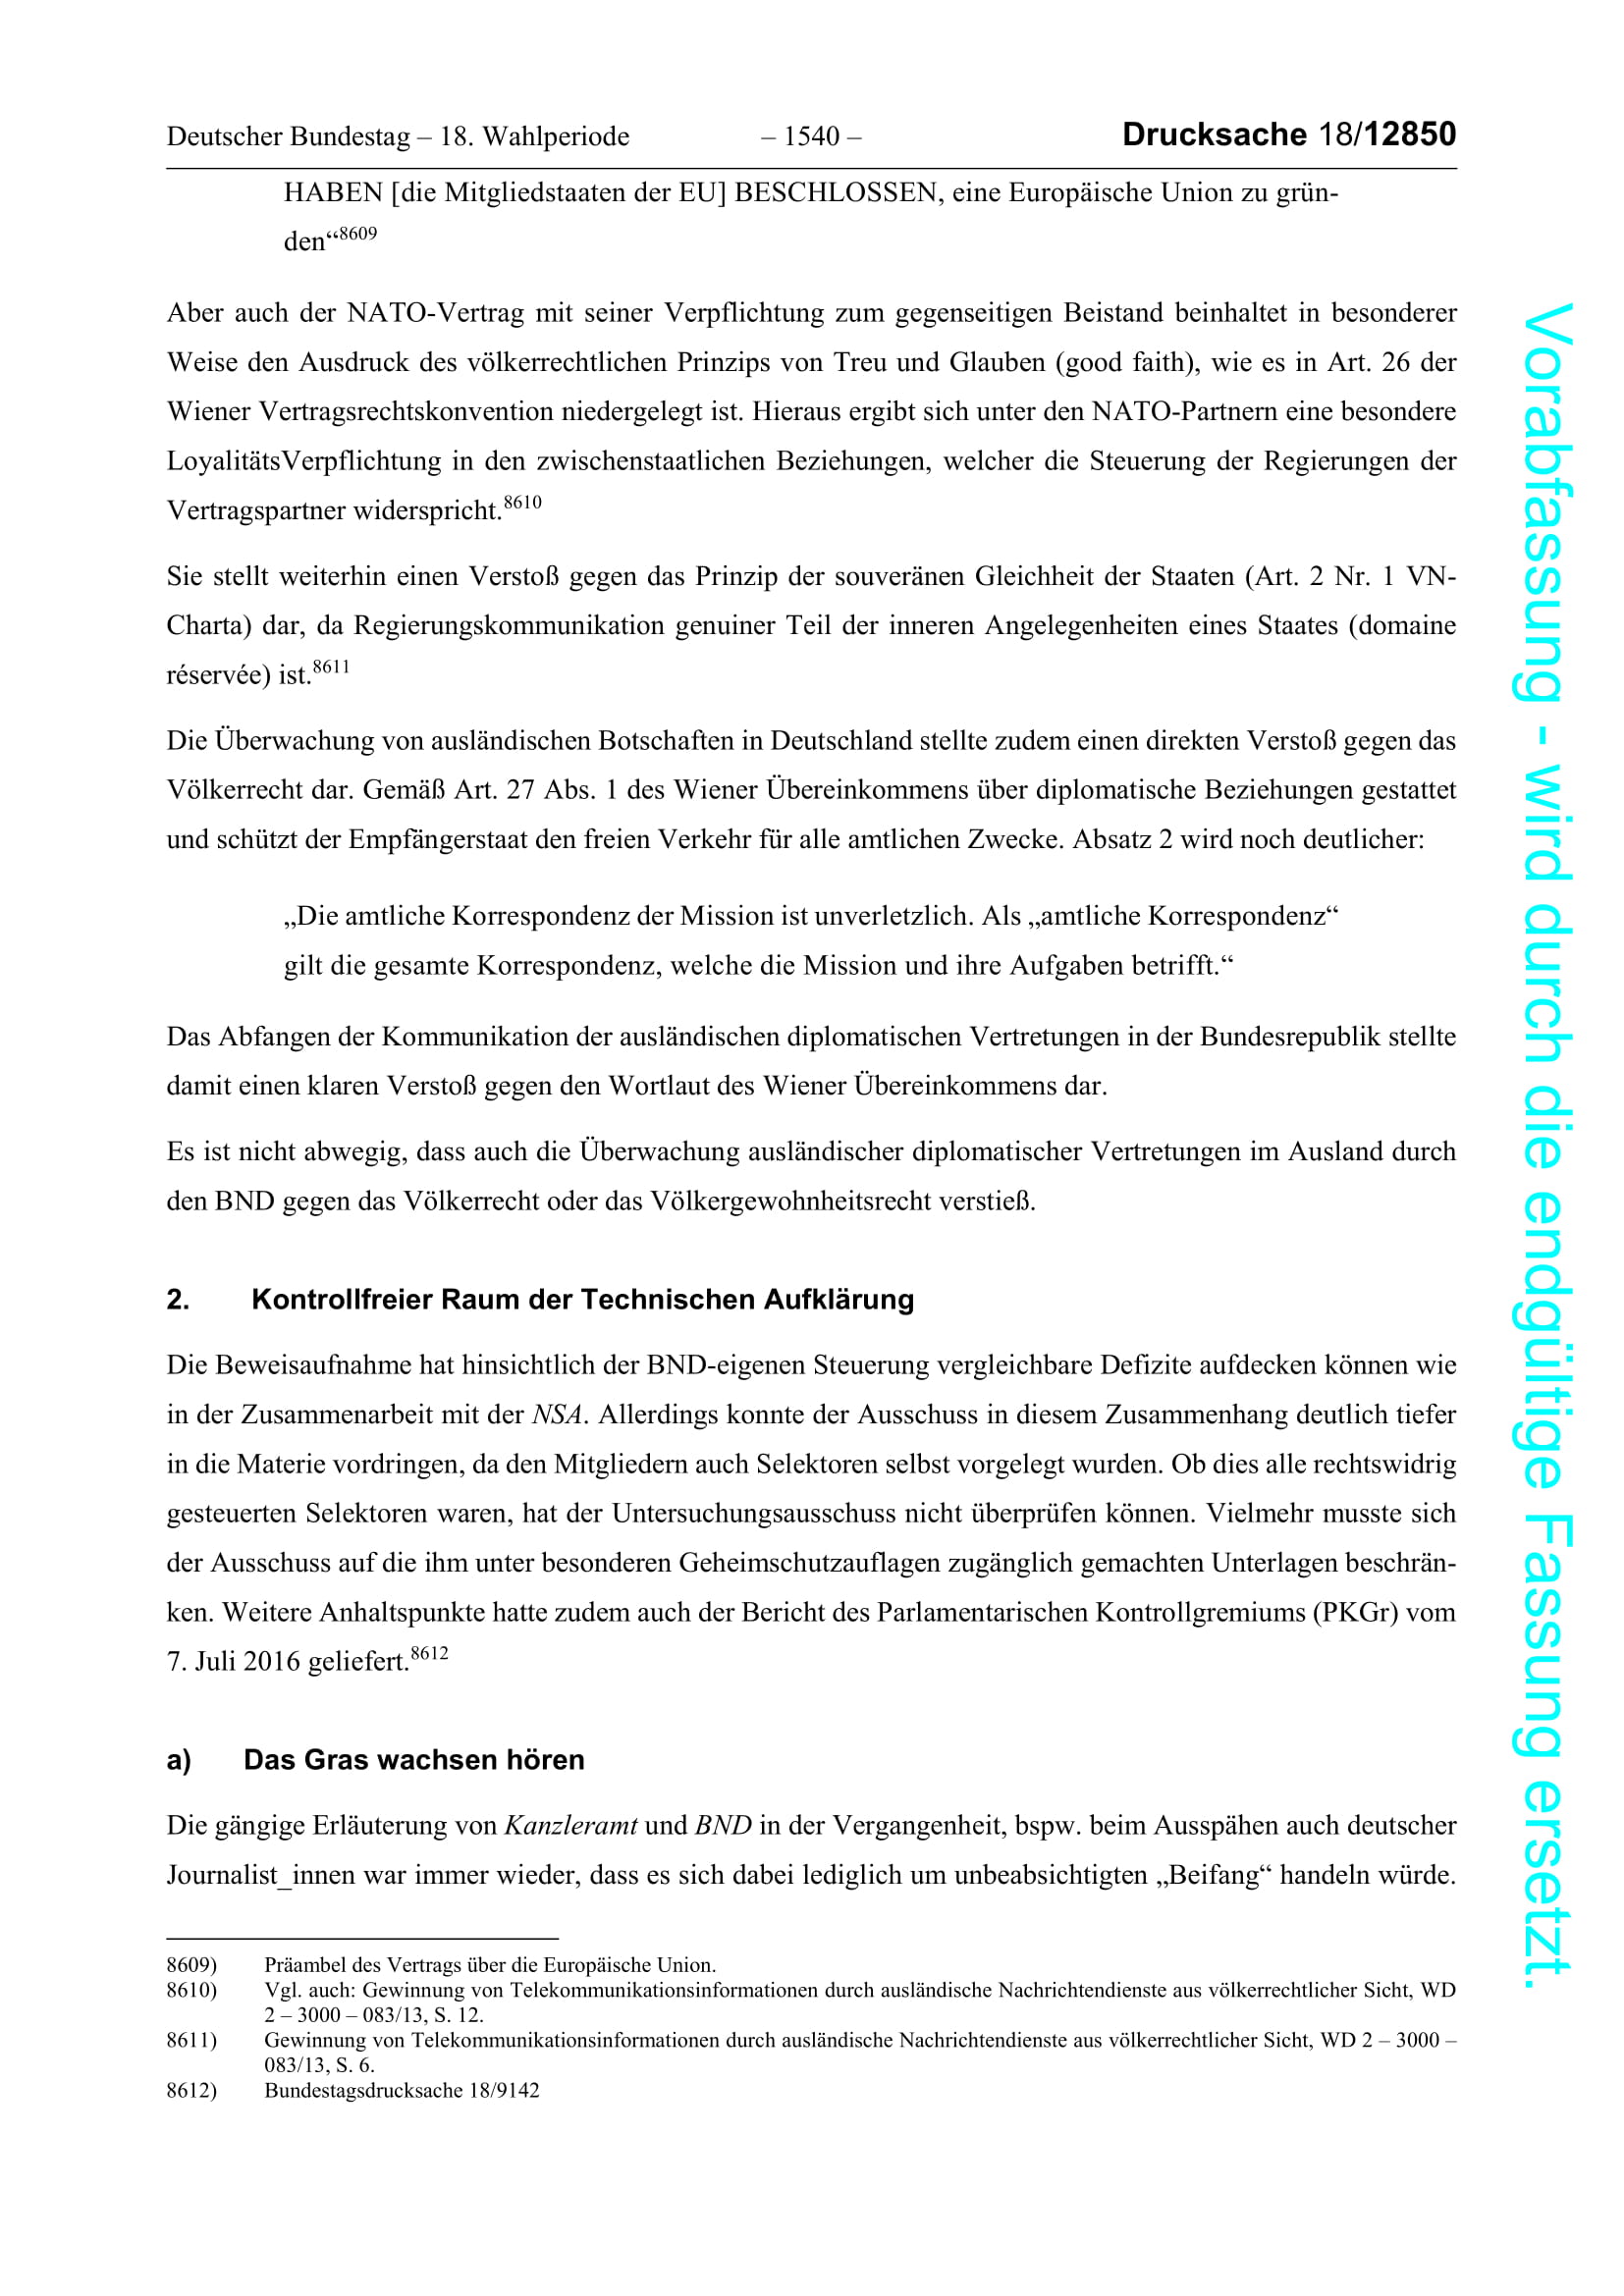 Deutscher Bundestag – 18. Wahlperiode – 1540 – Drucksache 18/12850
HABEN [die Mitgliedstaaten der EU] BESCHLOSSEN, eine Europäische Union zu grün-
den“8609
Aber auch der NATO-Vertrag mit seiner Verpflichtung zum gegenseitigen Beistand beinhaltet in besonderer
Weise den Ausdruck des völkerrechtlichen Prinzips von Treu und Glauben (good faith), wie es in Art. 26 der
Wiener Vertragsrechtskonvention niedergelegt ist. Hieraus ergibt sich unter den NATO-Partnern eine besondere
LoyalitätsVerpflichtung in den zwischenstaatlichen Beziehungen, welcher die Steuerung der Regierungen der
Vertragspartner widerspricht.8610
Sie stellt weiterhin einen Verstoß gegen das Prinzip der souveränen Gleichheit der Staaten (Art. 2 Nr. 1 VN-
Charta) dar, da Regierungskommunikation genuiner Teil der inneren Angelegenheiten eines Staates (domaine
réservée) ist.8611
Die Überwachung von ausländischen Botschaften in Deutschland stellte zudem einen direkten Verstoß gegen das
Völkerrecht dar. Gemäß Art. 27 Abs. 1 des Wiener Übereinkommens über diplomatische Beziehungen gestattet
und schützt der Empfängerstaat den freien Verkehr für alle amtlichen Zwecke. Absatz 2 wird noch deutlicher:
„Die amtliche Korrespondenz der Mission ist unverletzlich. Als „amtliche Korrespondenz“
gilt die gesamte Korrespondenz, welche die Mission und ihre Aufgaben betrifft.“
Das Abfangen der Kommunikation der ausländischen diplomatischen Vertretungen in der Bundesrepublik stellte
damit einen klaren Verstoß gegen den Wortlaut des Wiener Übereinkommens dar.
Es ist nicht abwegig, dass auch die Überwachung ausländischer diplomatischer Vertretungen im Ausland durch
den BND gegen das Völkerrecht oder das Völkergewohnheitsrecht verstieß.
2. Kontrollfreier Raum der Technischen Aufklärung
Die Beweisaufnahme hat hinsichtlich der BND-eigenen Steuerung vergleichbare Defizite aufdecken können wie
in der Zusammenarbeit mit der NSA. Allerdings konnte der Ausschuss in diesem Zusammenhang deutlich tiefer
in die Materie vordringen, da den Mitgliedern auch Selektoren selbst vorgelegt wurden. Ob dies alle rechtswidrig
gesteuerten Selektoren waren, hat der Untersuchungsausschuss nicht überprüfen können. Vielmehr musste sich
der Ausschuss auf die ihm unter besonderen Geheimschutzauflagen zugänglich gemachten Unterlagen beschrän-
ken. Weitere Anhaltspunkte hatte zudem auch der Bericht des Parlamentarischen Kontrollgremiums (PKGr) vom
7. Juli 2016 geliefert.8612
a) Das Gras wachsen hören
Die gängige Erläuterung von Kanzleramt und BND in der Vergangenheit, bspw. beim Ausspähen auch deutscher
Journalist_innen war immer wieder, dass es sich dabei lediglich um unbeabsichtigten „Beifang“ handeln würde.
8609) Präambel des Vertrags über die Europäische Union.
8610) Vgl. auch: Gewinnung von Telekommunikationsinformationen durch ausländische Nachrichtendienste aus völkerrechtlicher Sicht, WD
2 – 3000 – 083/13, S. 12.
8611) Gewinnung von Telekommunikationsinformationen durch ausländische Nachrichtendienste aus völkerrechtlicher Sicht, WD 2 – 3000 –
083/13, S. 6.
8612) Bundestagsdrucksache 18/9142
Vorabfassung - wird durch die endgültige Fassung ersetzt.